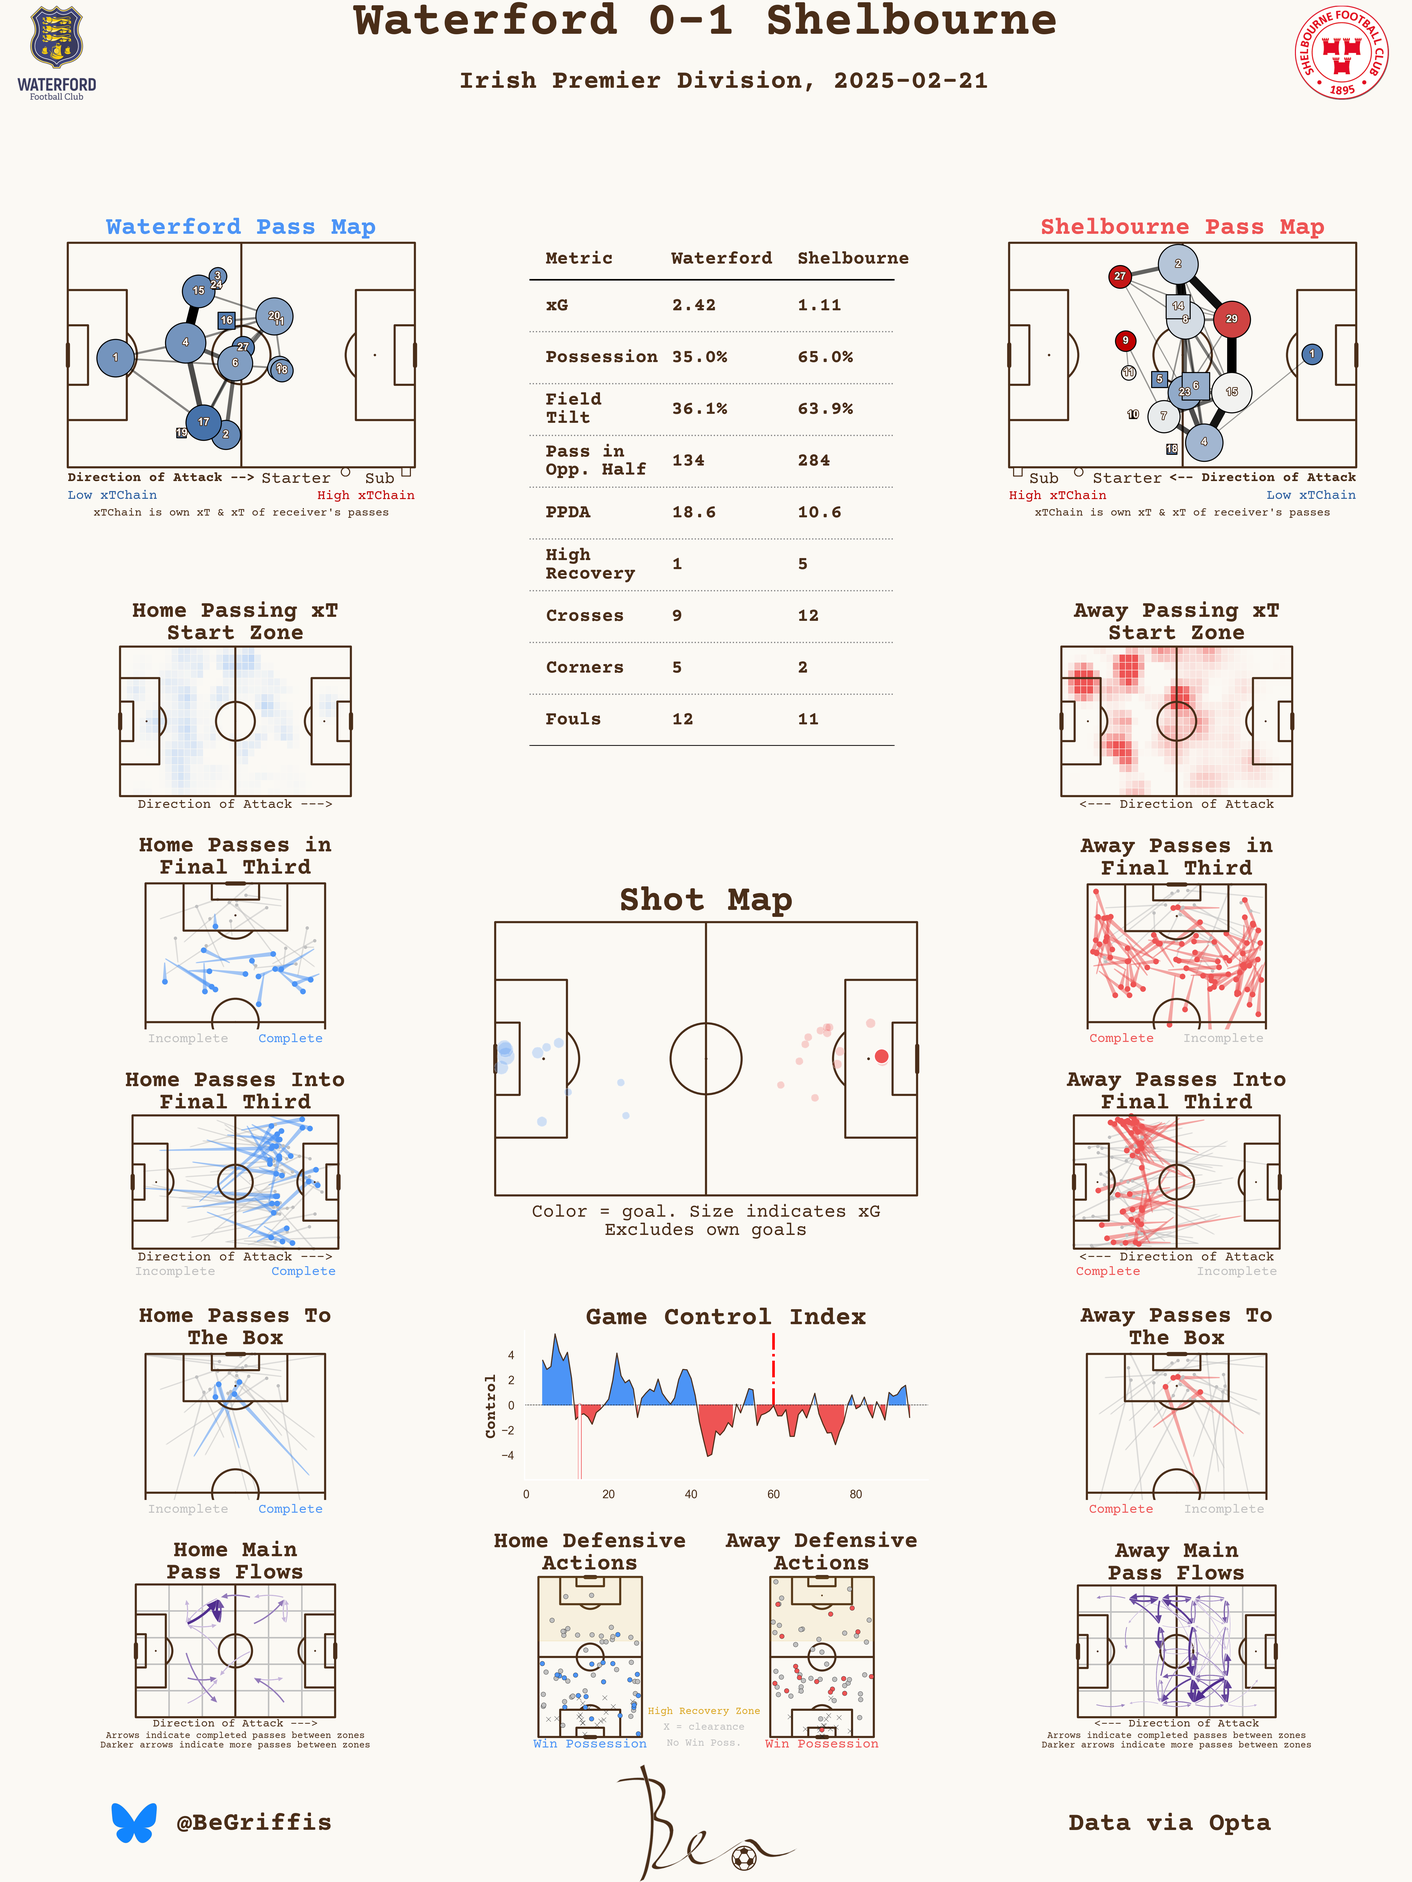 Waterford 0-1 Shelbourne
Irish Premier Division, 2025-02-21
WATERFORD
Football Club
SHELBOURNE FOOTBALL CLUB
• 1895 •
Waterford Pass Map
3
24
15
16
20
11
4
27
1
6
18
17
19
2
Direction of Attack --> Starter Sub
Low xTChain High xTChain
xTChain is own xT & xT of receiver's passes
Metric Waterford Shelbourne
xG 2.42 1.11
Possession 35.0% 65.0%
Field
Tilt 36.1% 63.9%
Pass in
Opp. Half 134 284
PPDA 18.6 10.6
High
Recovery 1 5
Crosses 9 12
Corners 5 2
Fouls 12 11
Shelbourne Pass Map
2
27
14
8
29
9
1
11
5
6
23
15
10
7
4
18
Sub Starter <-- Direction of Attack
High xTChain Low xTChain
xTChain is own xT & xT of receiver's passes
Home Passing xT
Start Zone
Direction of Attack --->
Away Passing xT
Start Zone
<--- Direction of Attack
Home Passes in
Final Third
Incomplete Complete
Away Passes in
Final Third
Complete Incomplete
Shot Map
Color = goal. Size indicates xG
Excludes own goals
Home Passes Into
Final Third
Direction of Attack --->
Incomplete Complete
Away Passes Into
Final Third
<--- Direction of Attack
Complete Incomplete
Home Passes To
The Box
Incomplete Complete
Game Control Index
Control
4
2
0
−2
−4
0 20 40 60 80
Away Passes To
The Box
Complete Incomplete
Home Main
Pass Flows
Direction of Attack --->
Arrows indicate completed passes between zones
Darker arrows indicate more passes between zones
Home Defensive
Actions
Win Possession
Away Defensive
Actions
Win Possession
High Recovery Zone
X = clearance
No Win Poss.
Away Main
Pass Flows
<--- Direction of Attack
Arrows indicate completed passes between zones
Darker arrows indicate more passes between zones
@BeGriffis
Ben
Data via Opta